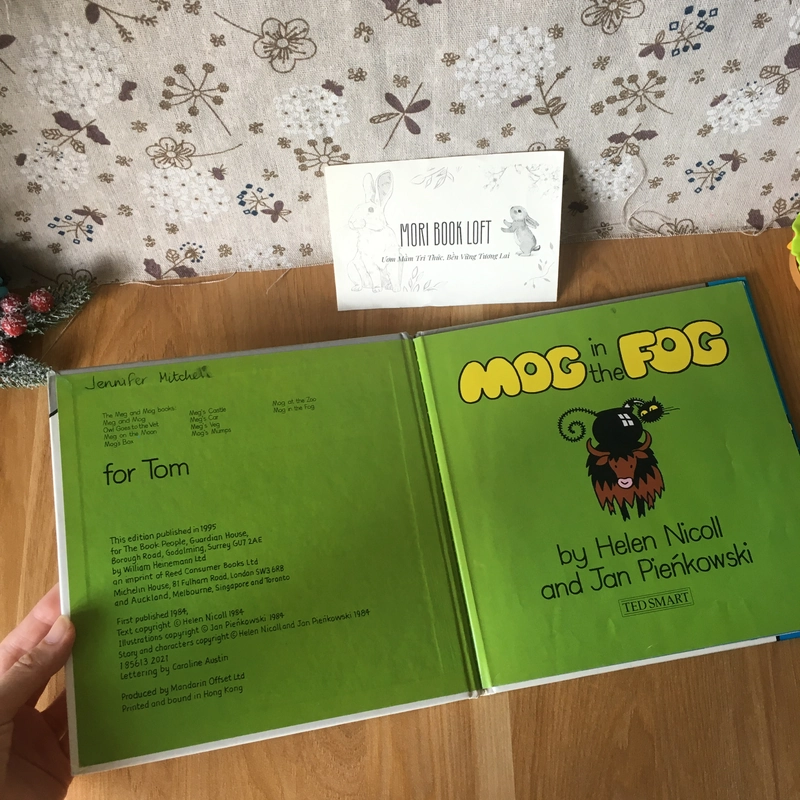 MORI BOOK LOFT
Ươm Mầm Tri Thức, Bền Vững Tương Lai
Jennifer Mitchell
The Meg and Mog books:
Meg and Mog
Owl Goes to the Vet
Meg on the Moon
Mog's Box
Meg's Castle
Meg's Car
Meg's Veg
Mog's Mumps
Mog at the Zoo
Mog in the Fog
for Tom
This edition published in 1995
for The Book People, Guardian House,
Borough Road, Godalming, Surrey GU7 2AE
by William Heinemann Ltd
an imprint of Reed Consumer Books Ltd
Michelin House, 81 Fulham Road, London SW3 6RB
and Auckland, Melbourne, Singapore and Toronto
First published 1984
Text copyright © Helen Nicoll 1984
Illustrations copyright © Jan Pieńkowski 1984
Story and characters copyright © Helen Nicoll and Jan Pieńkowski 1984
1 85613 2021
Lettering by Caroline Austin
Produced by Mandarin Offset Ltd
Printed and bound in Hong Kong
MOG in the FOG
by Helen Nicoll
and Jan Pieńkowski
TED SMART